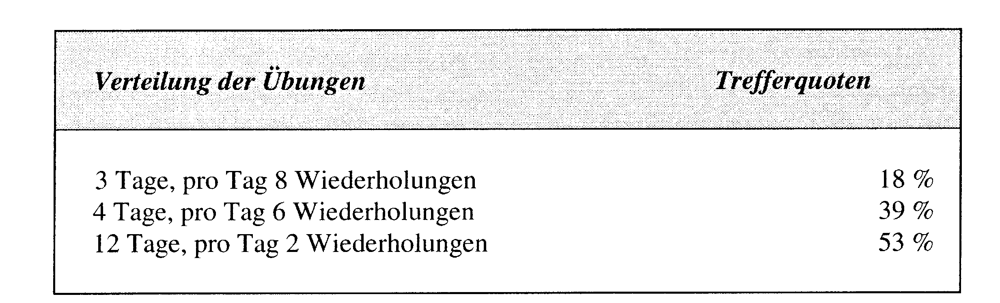 Verteilung der Übungen Trefferquoten
3 Tage, pro Tag 8 Wiederholungen 18 %
4 Tage, pro Tag 6 Wiederholungen 39 %
12 Tage, pro Tag 2 Wiederholungen 53 %